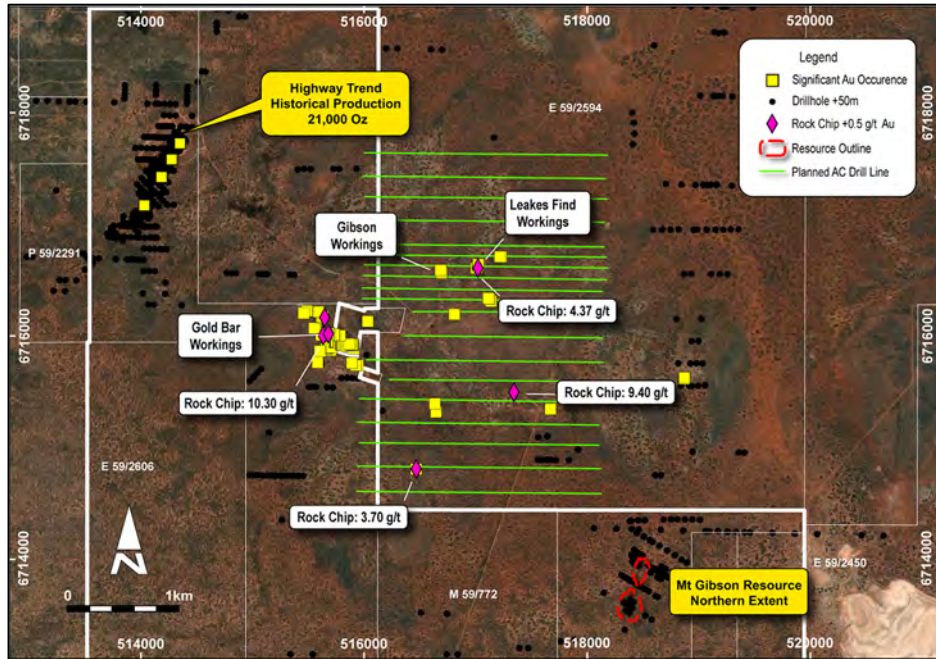 514000
516000
518000
520000
Legend
Significant Au Occurence
Drillhole +50m
Rock Chip +0.5 g/t Au
Resource Outline
Planned AC Drill Line
Highway Trend
Historical Production
21,000 Oz
E 59/2594
6718000
6718000
Leakes Find
Workings
Gibson
Workings
P 59/2291
Rock Chip: 4.37 g/t
Gold Bar
Workings
6716000
6716000
Rock Chip: 9.40 g/t
Rock Chip: 10.30 g/t
E 59/2606
Rock Chip: 3.70 g/t
N
6714000
6714000
E 59/2450
Mt Gibson Resource
Northern Extent
M 59/772
0
1km
514000
516000
518000
520000